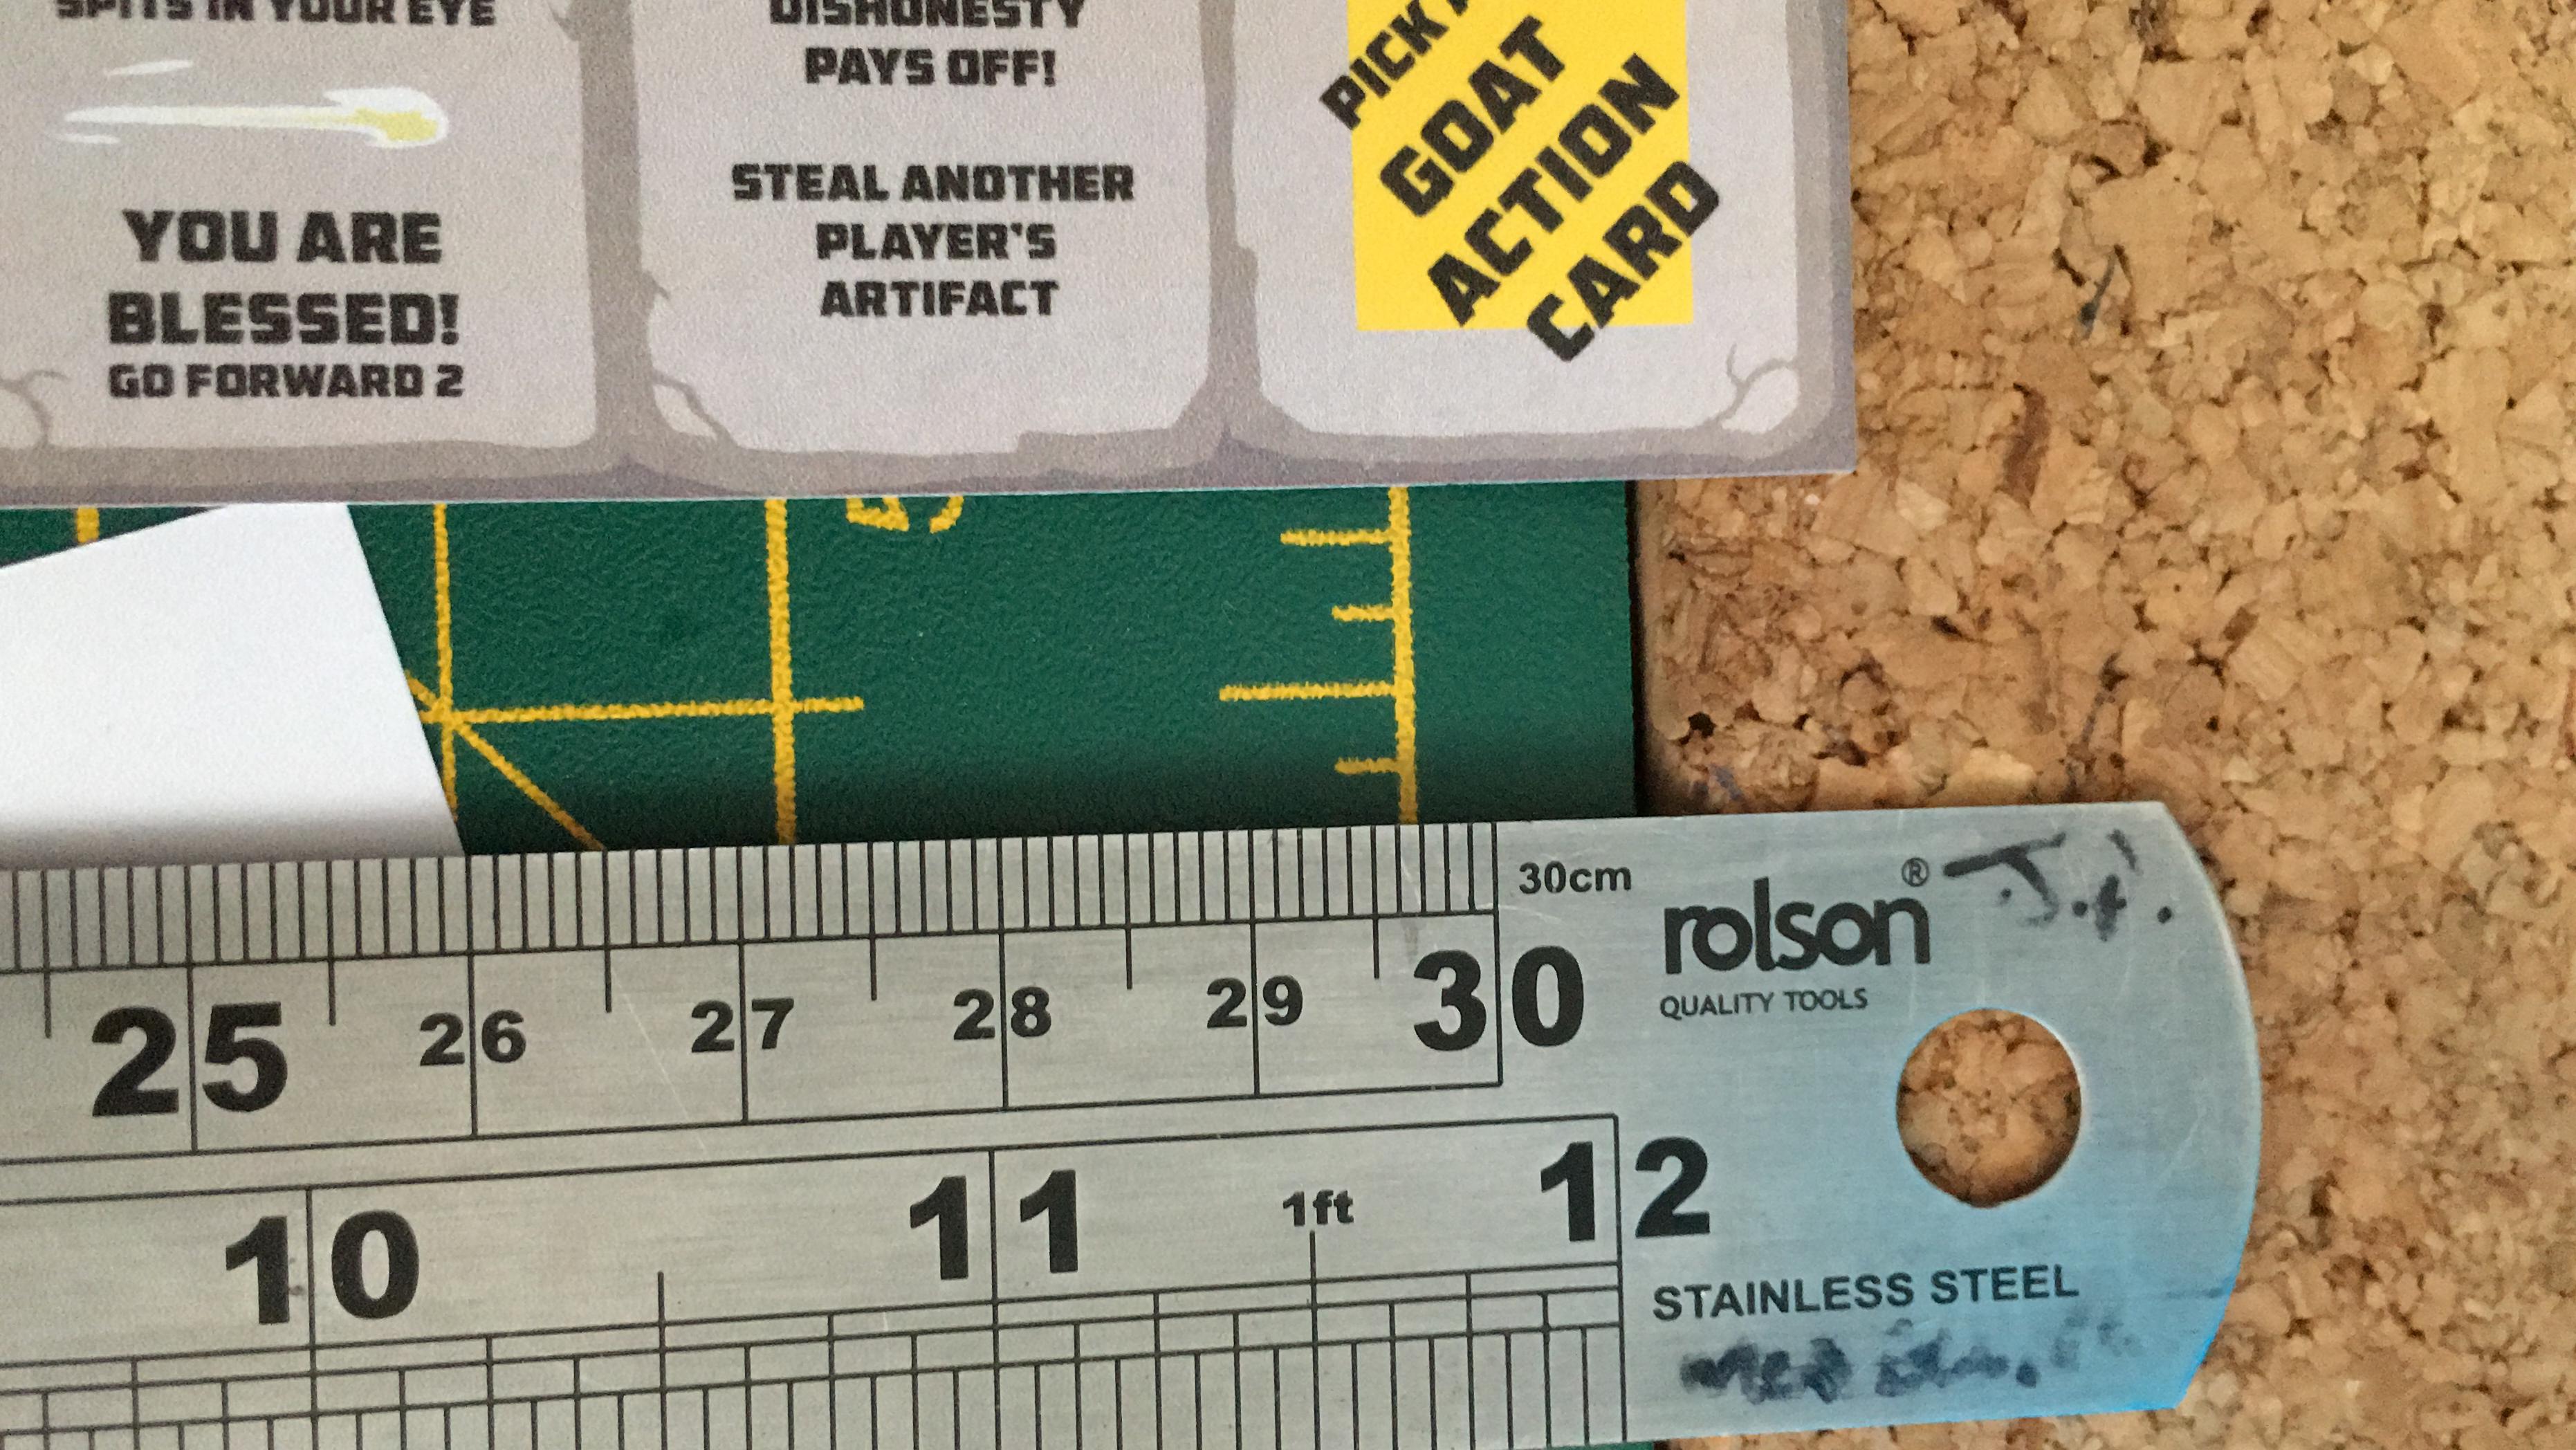 SPITS IN YOUR EYE
YOU ARE
BLESSED!
GO FORWARD 2
DISHONESTY
PAYS OFF!
STEAL ANOTHER
PLAYER'S
ARTIFACT
PICK A
GOAT
ACTION
CARD
30cm
rolson®
QUALITY TOOLS
J.H.
25 26 27 28 29 30
10 11 1ft 12
STAINLESS STEEL